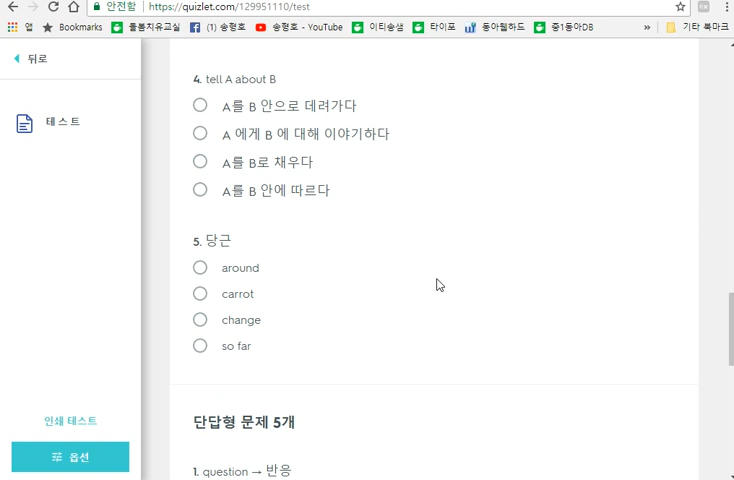 안전함 https://quizlet.com/129951110/test
앱 Bookmarks 돌봄치유교실 (1) 송형호 송형호 - YouTube 이티송샘 타이포 동아웹하드 중1동아DB » 기타 북마크
뒤로
테스트
4. tell A about B
A를 B 안으로 데려가다
A 에게 B 에 대해 이야기하다
A를 B로 채우다
A를 B 안에 따르다
5. 당근
around
carrot
change
so far
인쇄 테스트
옵션
단답형 문제 5개
1. question → 반응